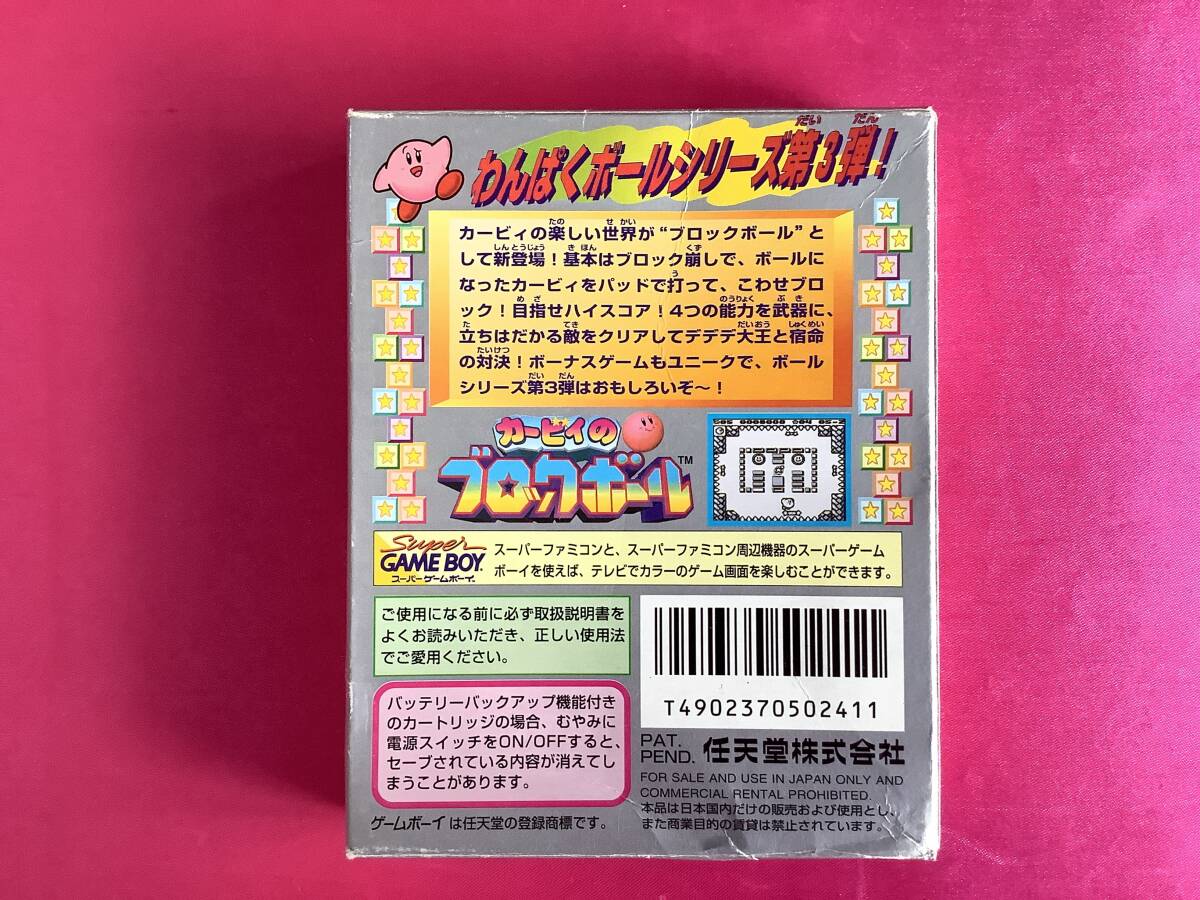 わんぱくボールシリーズ第3弾!
カービィの楽しい世界が“ブロックボール”と
して新登場!基本はブロック崩しで、ボールに
なったカービィをパッドで打って、こわせブロ
ック!目指せハイスコア!4つの能力を武器に、
立ちはだかる敵をクリアしてデデデ大王と宿命
の対決!ボーナスゲームもユニークで、ボール
シリーズ第3弾はおもしろいぞ~!
カービィの
ブロックボール™
Super
GAME BOY
スーパーゲームボーイ
スーパーファミコンと、スーパーファミコン周辺機器のスーパーゲーム
ボーイを使えば、テレビでカラーのゲーム画面を楽しむことができます。
ご使用になる前に必ず取扱説明書を
よくお読みいただき、正しい使用法
でご愛用ください。
バッテリーバックアップ機能付き
のカートリッジの場合、むやみに
電源スイッチをON/OFFすると、
セーブされている内容が消えてし
まうことがあります。
ゲームボーイは任天堂の登録商標です。
T4902370502411
PAT.
PEND. 任天堂株式会社
FOR SALE AND USE IN JAPAN ONLY AND
COMMERCIAL RENTAL PROHIBITED.
本品は日本国内だけの販売および使用とし、
また商業目的の賃貸は禁止されています。